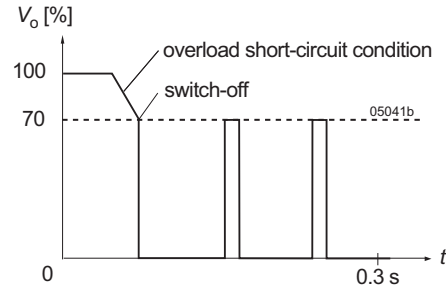 Vo [%]
overload short-circuit condition
100
switch-off
70
05041b
t
0
0.3 s